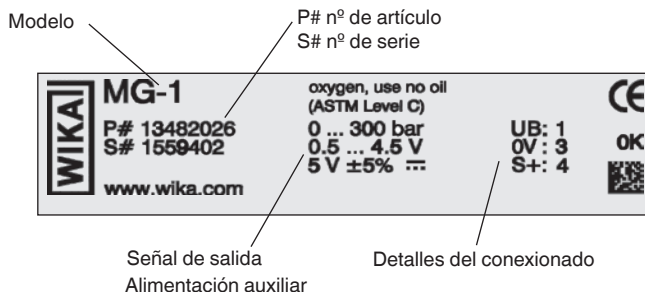 Modelo
P# nº de artículo
S# nº de serie
WIKA
MG-1
P# 13482026
S# 1559402
www.wika.com
oxygen, use no oil
(ASTM Level C)
0 ... 300 bar
0.5 ... 4.5 V
5 V ±5% ⎓
UB: 1
0V : 3
S+: 4
CE
0K
Señal de salida
Alimentación auxiliar
Detalles del conexionado